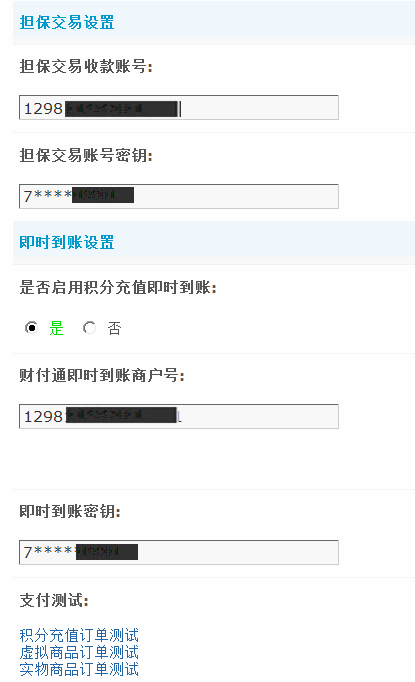 担保交易设置
担保交易收款账号:
1298
担保交易账号密钥:
7****
即时到账设置
是否启用积分充值即时到账:
是 否
财付通即时到账商户号:
1298
即时到账密钥:
7****
支付测试:
积分充值订单测试
虚拟商品订单测试
实物商品订单测试